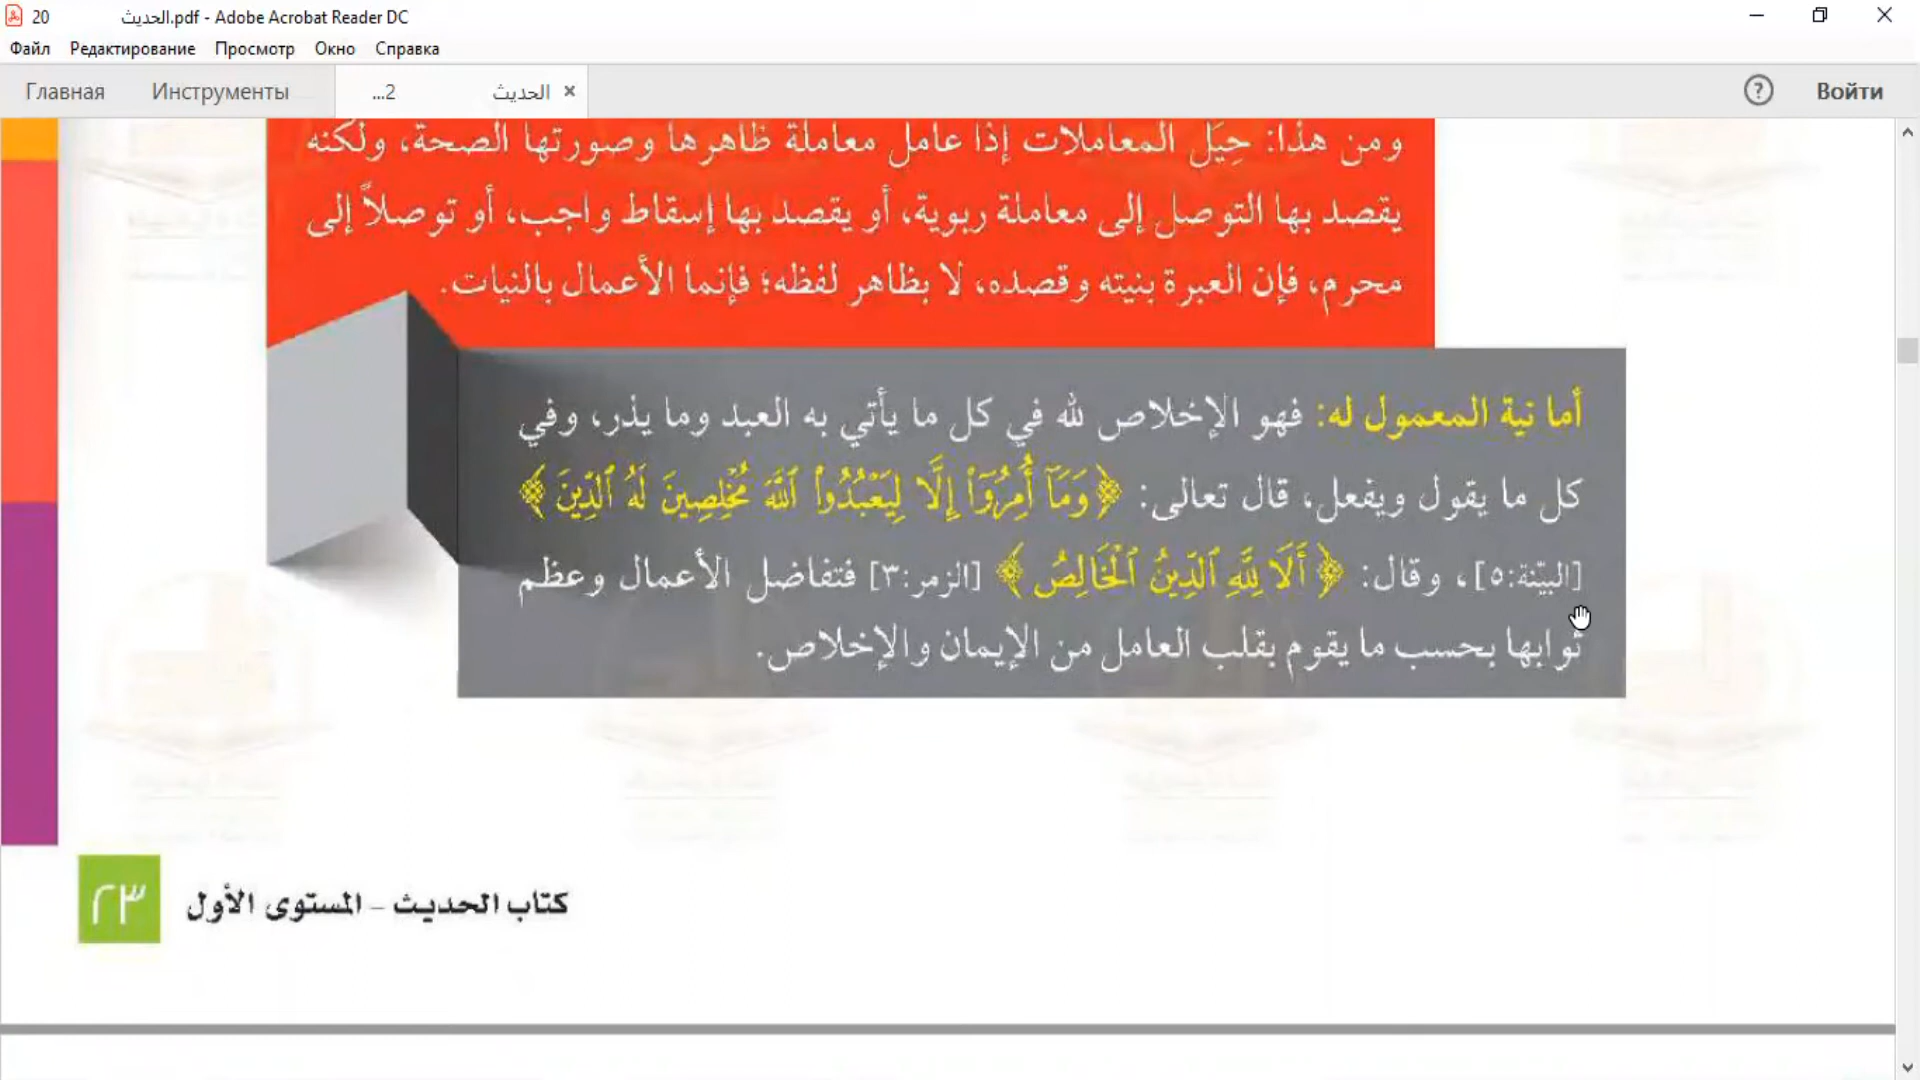 20 الحديث.pdf - Adobe Acrobat Reader DC
Файл Редактирование Просмотр Окно Справка
Главная Инструменты ...2 الحديث × ? Войти
ومن هذا: حِيَل المعاملات إذا عامل معاملة ظاهرها وصورتها الصحة، ولكنه
يقصد بها التوصل إلى معاملة ربوية، أو يقصد بها إسقاط واجب، أو توصلاً إلى
محرم، فإن العبرة بنيته وقصده، لا بظاهر لفظه؛ فإنما الأعمال بالنيات.
أما نية المعمول له: فهو الإخلاص لله في كل ما يأتي به العبد وما يذر، وفي
كل ما يقول ويفعل، قال تعالى: ﴿وَمَآ أُمِرُوٓا۟ إِلَّا لِيَعْبُدُوا۟ ٱللَّهَ مُخْلِصِينَ لَهُ ٱلدِّينَ﴾
[البيّنة:٥]، وقال: ﴿أَلَا لِلَّهِ ٱلدِّينُ ٱلْخَالِصُ﴾ [الزمر:٣] فتفاضل الأعمال وعظم
ثوابها بحسب ما يقوم بقلب العامل من الإيمان والإخلاص.
٢٣ كتاب الحديث – المستوى الأول